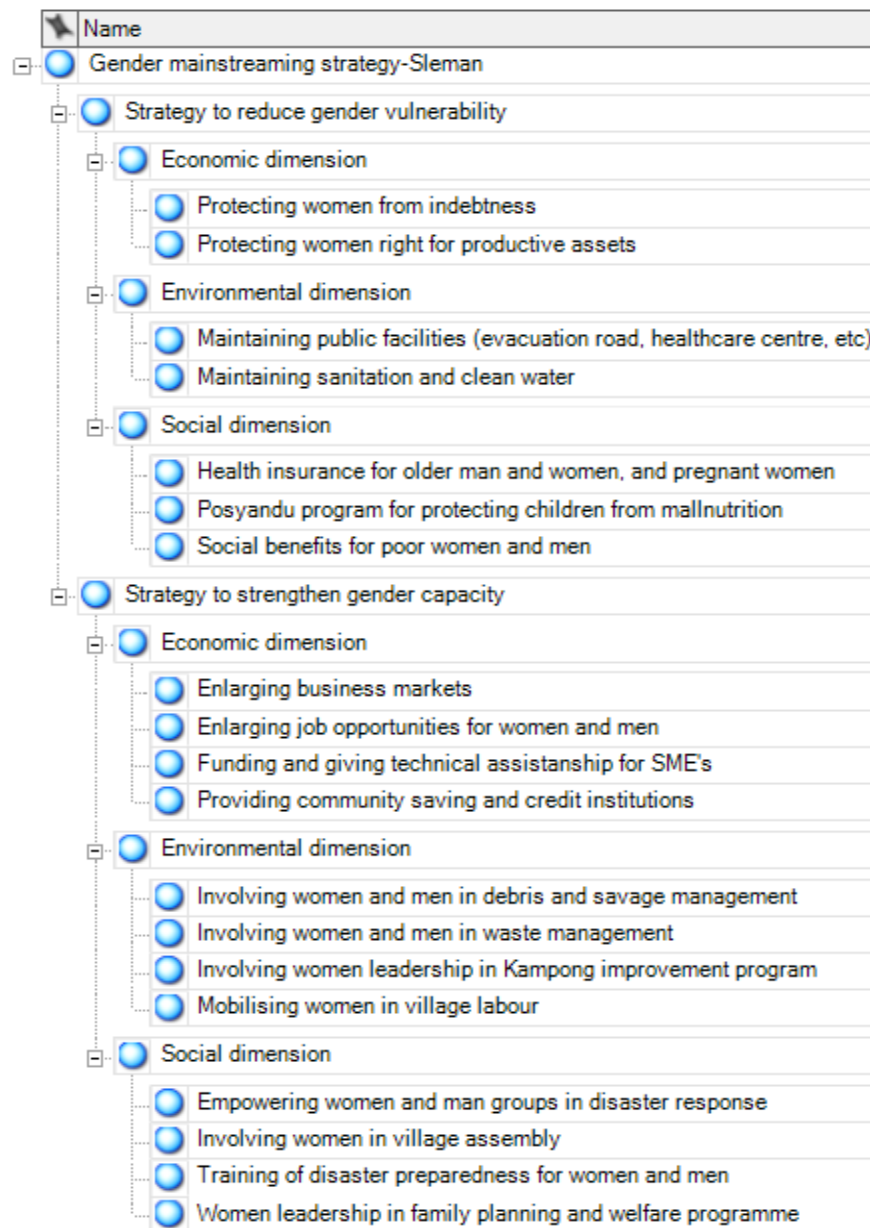 Name
Gender mainstreaming strategy-Sleman
Strategy to reduce gender vulnerability
Economic dimension
Protecting women from indebtness
Protecting women right for productive assets
Environmental dimension
Maintaining public facilities (evacuation road, healthcare centre, etc)
Maintaining sanitation and clean water
Social dimension
Health insurance for older man and women, and pregnant women
Posyandu program for protecting children from mallnutrition
Social benefits for poor women and men
Strategy to strengthen gender capacity
Economic dimension
Enlarging business markets
Enlarging job opportunities for women and men
Funding and giving technical assistanship for SME's
Providing community saving and credit institutions
Environmental dimension
Involving women and men in debris and savage management
Involving women and men in waste management
Involving women leadership in Kampong improvement program
Mobilising women in village labour
Social dimension
Empowering women and man groups in disaster response
Involving women in village assembly
Training of disaster preparedness for women and men
Women leadership in family planning and welfare programme